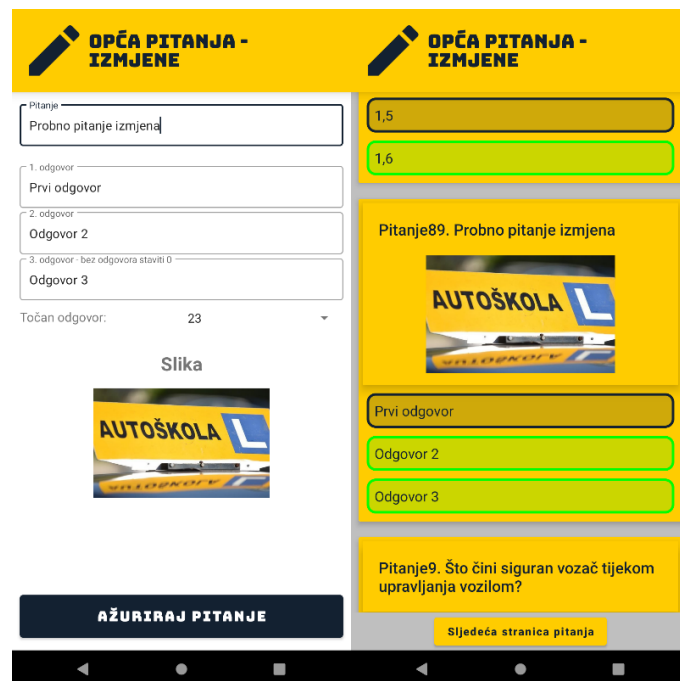 OPĆA PITANJA -
IZMJENE
Pitanje
Probno pitanje izmjena
1. odgovor
Prvi odgovor
2. odgovor
Odgovor 2
3. odgovor - bez odgovora staviti 0
Odgovor 3
Točan odgovor: 23
Slika
AUTOŠKOLA L
AŽURIRAJ PITANJE
OPĆA PITANJA -
IZMJENE
1,5
1,6
Pitanje89. Probno pitanje izmjena
AUTOŠKOLA L
Prvi odgovor
Odgovor 2
Odgovor 3
Pitanje9. Što čini siguran vozač tijekom
upravljanja vozilom?
Sljedeća stranica pitanja